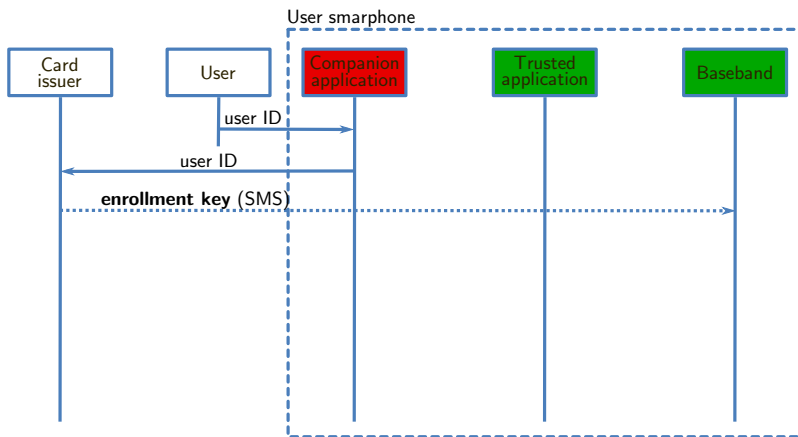 User smarphone
Card
issuer
User
Companion
application
Trusted
application
Baseband
user ID
user ID
enrollment key (SMS)